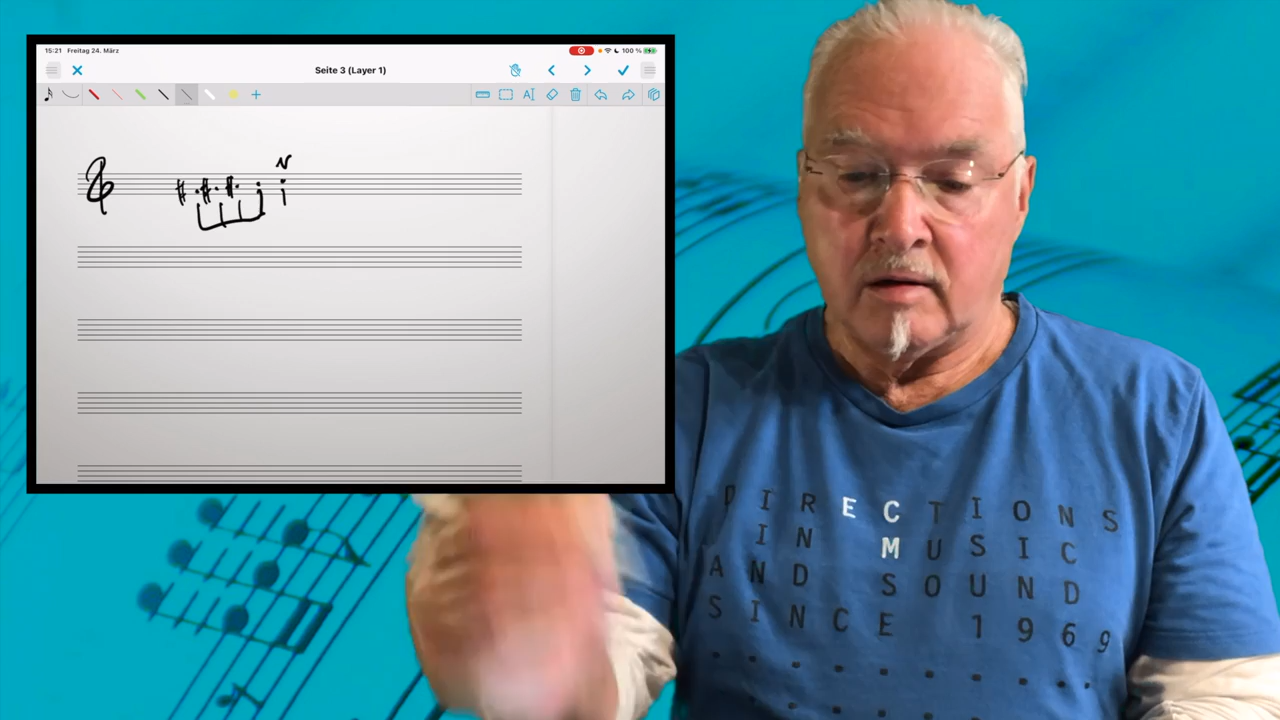 15:21 Freitag 24. März
100 %
Seite 3 (Layer 1)
A
DIRECTIONS
IN MUSIC
AND SOUND
SINCE 1969